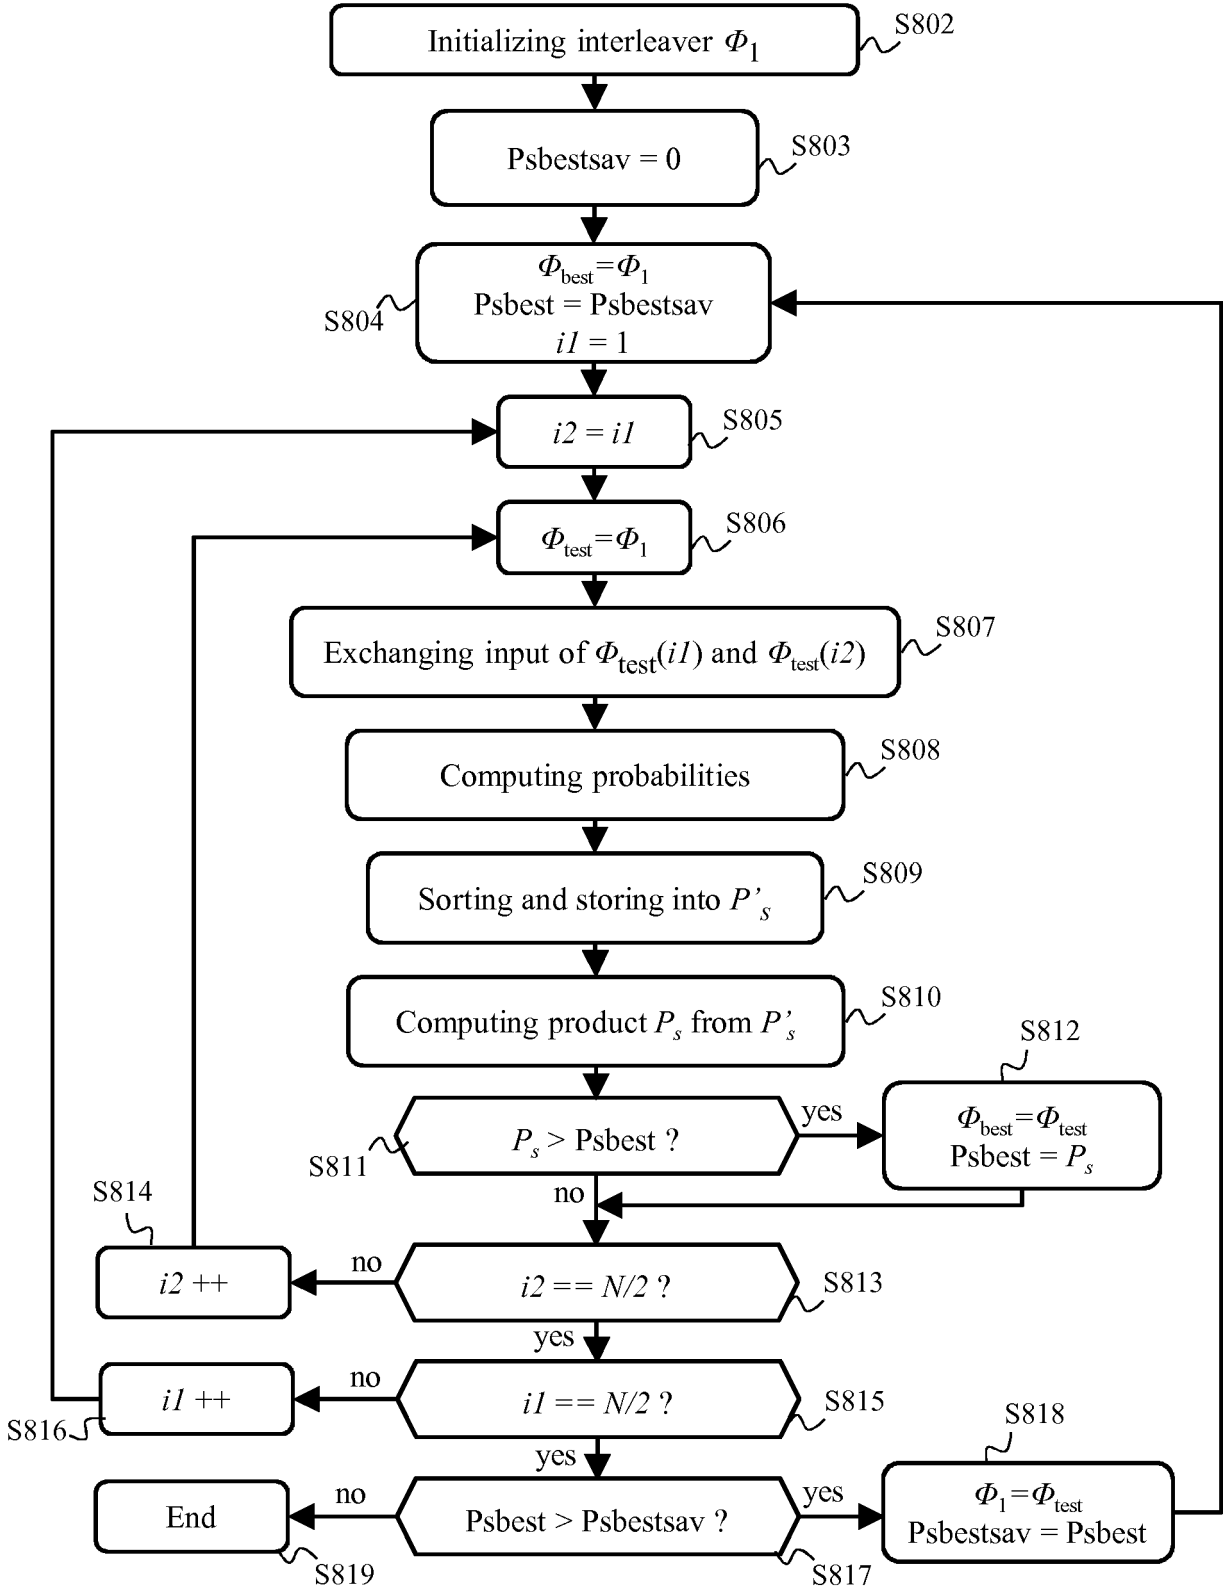 Initializing interleaver Φ1
S802
Psbestsav = 0
S803
Φbest=Φ1
Psbest = Psbestsav
i1 = 1
S804
i2 = i1
S805
Φtest=Φ1
S806
Exchanging input of Φtest(i1) and Φtest(i2)
S807
Computing probabilities
S808
Sorting and storing into P's
S809
Computing product Ps from P's
S810
Ps > Psbest ?
S811
yes
no
S812
Φbest=Φtest
Psbest = Ps
i2 == N/2 ?
S813
no
yes
S814
i2 ++
i1 == N/2 ?
S815
no
yes
i1 ++
S816
Psbest > Psbestsav ?
S817
no
yes
S818
Φ1=Φtest
Psbestsav = Psbest
End
S819